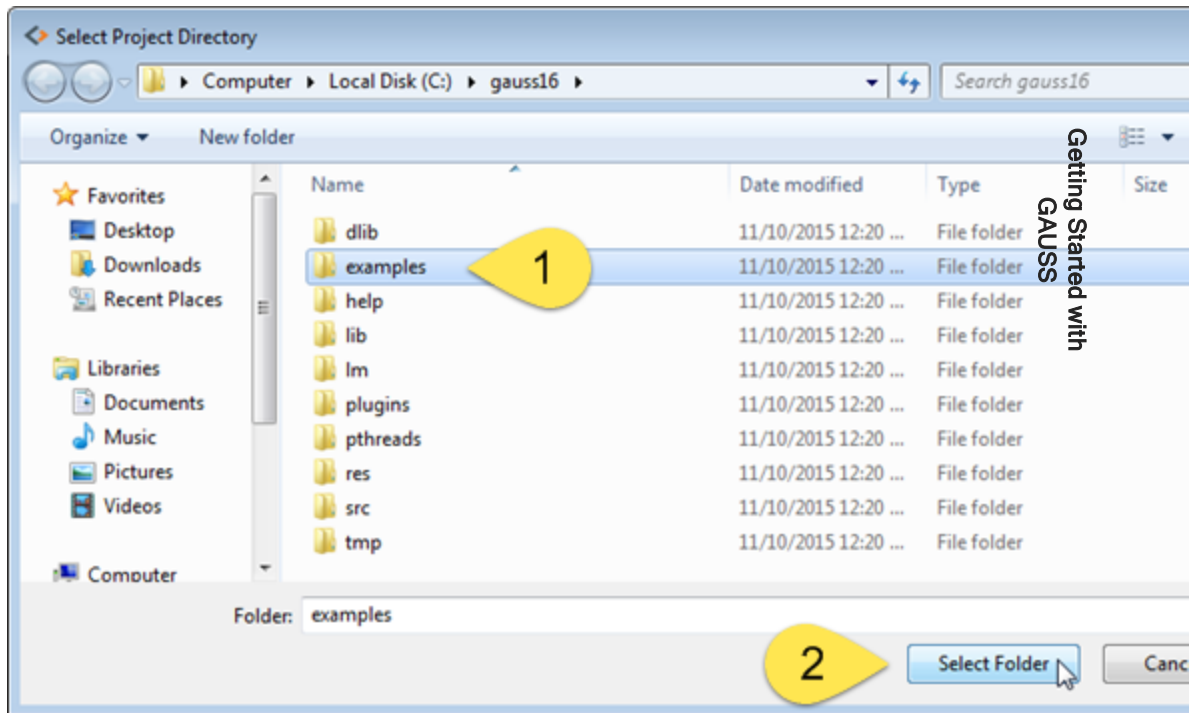 Select Project Directory
Computer Local Disk (C:) gauss16
Search gauss16
Organize New folder
Getting Started with
GAUSS
Favorites
Desktop
Downloads
Recent Places
Libraries
Documents
Music
Pictures
Videos
Computer
Name Date modified Type Size
dlib 11/10/2015 12:20 ... File folder
examples 1 11/10/2015 12:20 ... File folder
help 11/10/2015 12:20 ... File folder
lib 11/10/2015 12:20 ... File folder
lm 11/10/2015 12:20 ... File folder
plugins 11/10/2015 12:20 ... File folder
pthreads 11/10/2015 12:20 ... File folder
res 11/10/2015 12:20 ... File folder
src 11/10/2015 12:20 ... File folder
tmp 11/10/2015 12:20 ... File folder
Folder: examples
2 Select Folder Canc